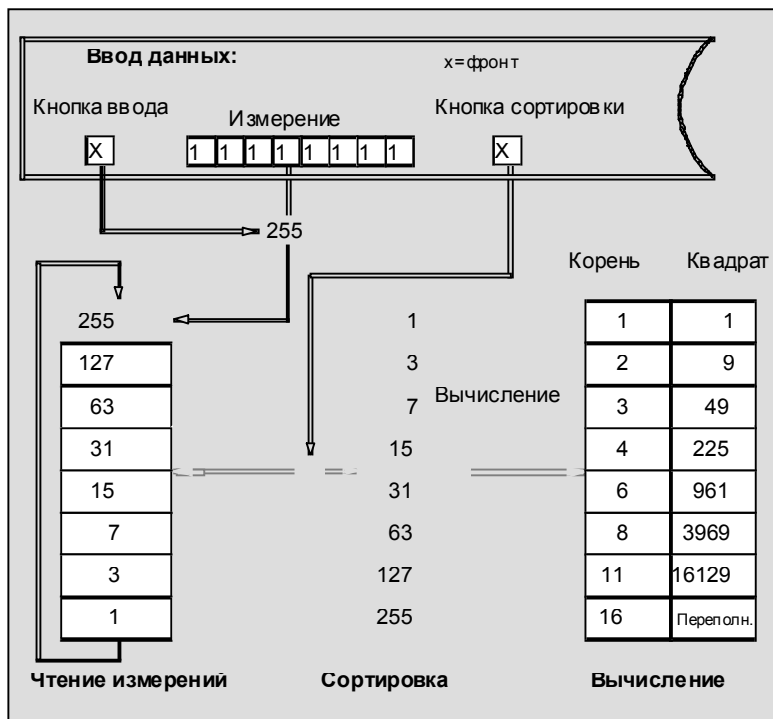 Ввод данных:
x=фронт
Кнопка ввода
Измерение
Кнопка сортировки
X
1 1 1 1 1 1 1 1
X
255
Корень Квадрат
255 1 1 1
127 3 2 9
63 7 Вычисление 3 49
31 15 4 225
15 31 6 961
7 63 8 3969
3 127 11 16129
1 255 16 Переполн.
Чтение измерений Сортировка Вычисление